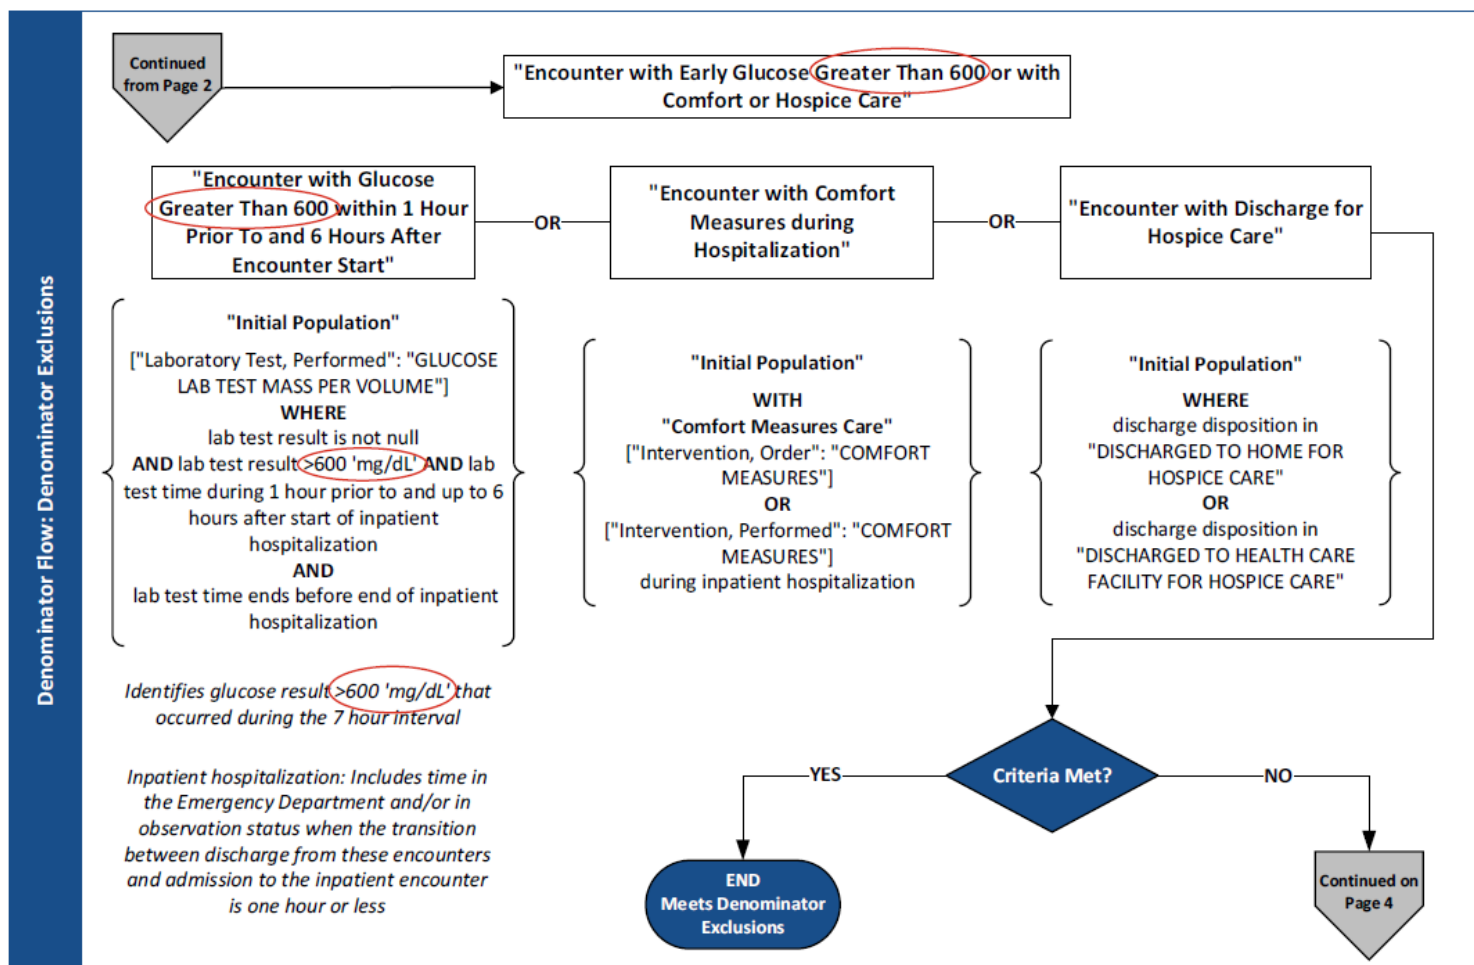 Denominator Flow: Denominator Exclusions
Continued
from Page 2
"Encounter with Early Glucose Greater Than 600 or with
Comfort or Hospice Care"
"Encounter with Glucose
Greater Than 600 within 1 Hour
Prior To and 6 Hours After
Encounter Start"
OR
"Encounter with Comfort
Measures during
Hospitalization"
OR
"Encounter with Discharge for
Hospice Care"
"Initial Population"
["Laboratory Test, Performed": "GLUCOSE
LAB TEST MASS PER VOLUME"]
WHERE
lab test result is not null
AND lab test result >600 'mg/dL' AND lab
test time during 1 hour prior to and up to 6
hours after start of inpatient
hospitalization
AND
lab test time ends before end of inpatient
hospitalization
"Initial Population"
WITH
"Comfort Measures Care"
["Intervention, Order": "COMFORT
MEASURES"]
OR
["Intervention, Performed": "COMFORT
MEASURES"]
during inpatient hospitalization
"Initial Population"
WHERE
discharge disposition in
"DISCHARGED TO HOME FOR
HOSPICE CARE"
OR
discharge disposition in
"DISCHARGED TO HEALTH CARE
FACILITY FOR HOSPICE CARE"
Identifies glucose result >600 'mg/dL' that
occurred during the 7 hour interval
Inpatient hospitalization: Includes time in
the Emergency Department and/or in
observation status when the transition
between discharge from these encounters
and admission to the inpatient encounter
is one hour or less
YES
Criteria Met?
NO
END
Meets Denominator
Exclusions
Continued on
Page 4